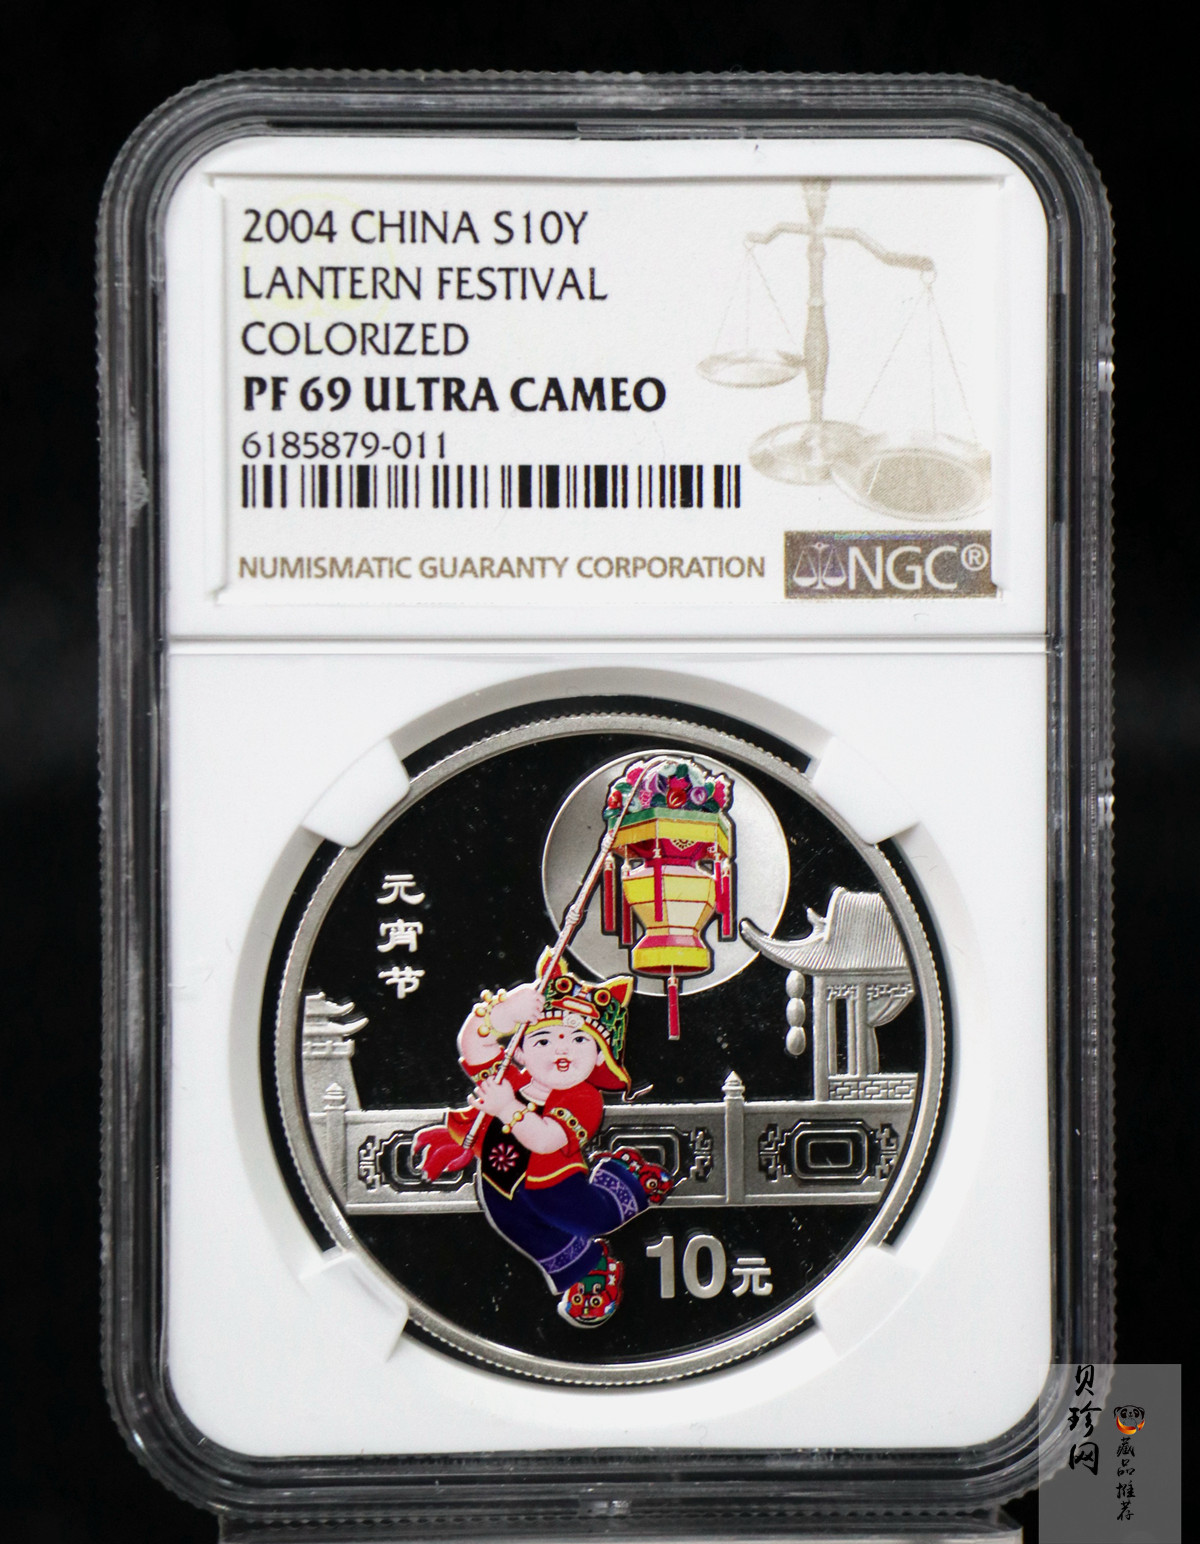 2004 CHINA S10Y
LANTERN FESTIVAL
COLORIZED
PF 69 ULTRA CAMEO
6185879-011
NUMISMATIC GUARANTY CORPORATION
NGC®
元宵节
10元
贝珍网
藏品推荐